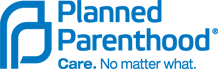 Planned
Parenthood®
Care. No matter what.